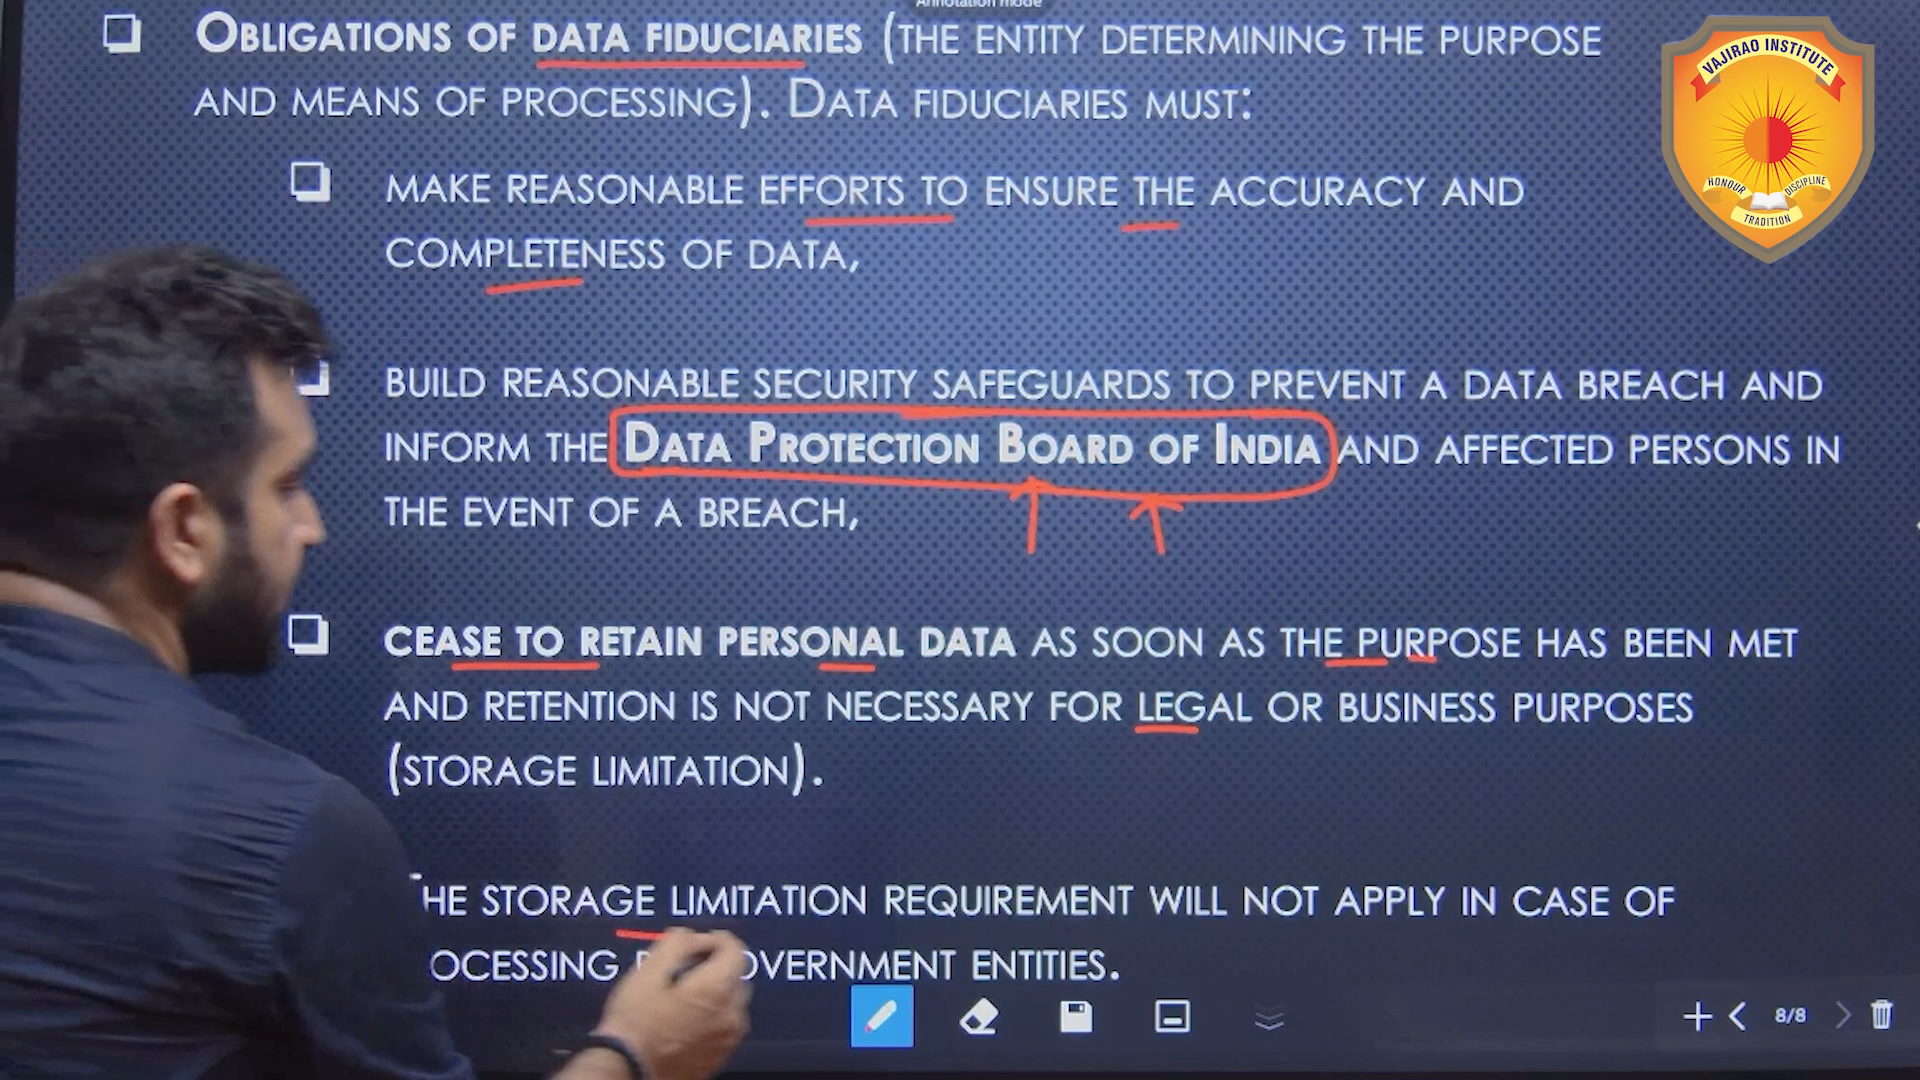 Annotation mode
OBLIGATIONS OF DATA FIDUCIARIES (THE ENTITY DETERMINING THE PURPOSE
AND MEANS OF PROCESSING). DATA FIDUCIARIES MUST:
MAKE REASONABLE EFFORTS TO ENSURE THE ACCURACY AND
COMPLETENESS OF DATA,
BUILD REASONABLE SECURITY SAFEGUARDS TO PREVENT A DATA BREACH AND
INFORM THE DATA PROTECTION BOARD OF INDIA AND AFFECTED PERSONS IN
THE EVENT OF A BREACH,
CEASE TO RETAIN PERSONAL DATA AS SOON AS THE PURPOSE HAS BEEN MET
AND RETENTION IS NOT NECESSARY FOR LEGAL OR BUSINESS PURPOSES
(STORAGE LIMITATION).
HE STORAGE LIMITATION REQUIREMENT WILL NOT APPLY IN CASE OF
OCESSING OVERNMENT ENTITIES.
8/8
VAJIRAO INSTITUTE
HONOUR
DISCIPLINE
TRADITION